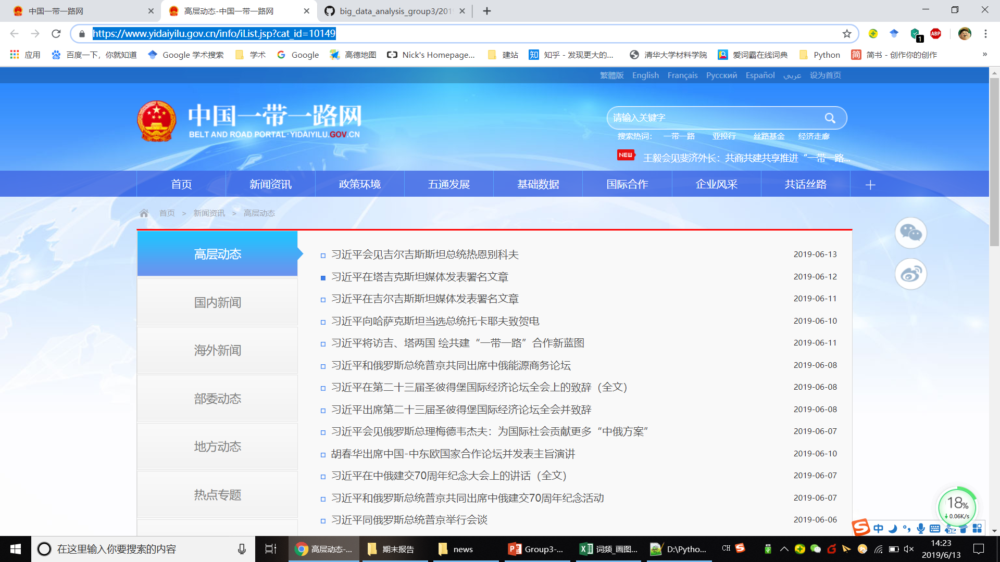 中国一带一路网
高层动态-中国一带一路网
big_data_analysis_group3/201
https://www.yidaiyilu.gov.cn/info/iList.jsp?cat_id=10149
1
ABP
应用
百度一下，你就知道
Google 学术搜索
学术
Google
高德地图
Nick's Homepage...
建站
知
知乎 - 发现更大的...
清华大学材料学院
爱词霸在线词典
Python
简
简书 - 创作你的创作
»
繁體版 English Français Русский Español عربي 设为首页
中国一带一路网
BELT AND ROAD PORTAL·YIDAIYILU.GOV.CN
请输入关键字
搜索热词： 一带一路 亚投行 丝路基金 经济走廊
NEW 王毅会见斐济外长：共商共建共享推进“一带一路...
首页 新闻资讯 政策环境 五通发展 基础数据 国际合作 企业风采 共话丝路
首页 > 新闻资讯 > 高层动态
高层动态
国内新闻
海外新闻
部委动态
地方动态
热点专题
习近平会见吉尔吉斯斯坦总统热恩别科夫 2019-06-13
习近平在塔吉克斯坦媒体发表署名文章 2019-06-12
习近平在吉尔吉斯斯坦媒体发表署名文章 2019-06-11
习近平向哈萨克斯坦当选总统托卡耶夫致贺电 2019-06-10
习近平将访吉、塔两国 绘共建“一带一路”合作新蓝图 2019-06-11
习近平和俄罗斯总统普京共同出席中俄能源商务论坛 2019-06-08
习近平在第二十三届圣彼得堡国际经济论坛全会上的致辞（全文） 2019-06-08
习近平出席第二十三届圣彼得堡国际经济论坛全会并致辞 2019-06-08
习近平会见俄罗斯总理梅德韦杰夫：为国际社会贡献更多“中俄方案” 2019-06-07
胡春华出席中国-中东欧国家合作论坛并发表主旨演讲 2019-06-10
习近平在中俄建交70周年纪念大会上的讲话（全文） 2019-06-07
习近平和俄罗斯总统普京共同出席中俄建交70周年纪念活动 2019-06-07
习近平同俄罗斯总统普京举行会谈 2019-06-06
18%
0.06K/s
中
在这里输入你要搜索的内容
高层动态-...
期末报告
news
Group3-...
词频_画图...
D:\Pytho...
CH
14:23
2019/6/13